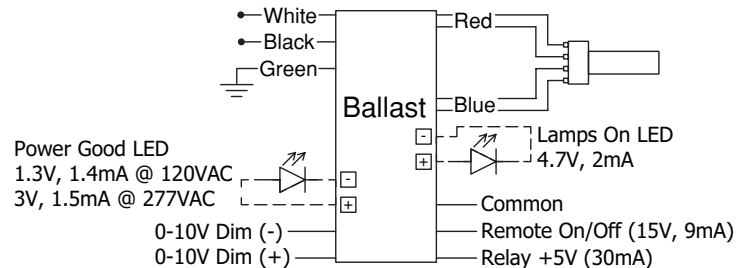 White
Black
Green
Ballast
Red
Blue
-
+
Lamps On LED
4.7V, 2mA
Power Good LED
1.3V, 1.4mA @ 120VAC
3V, 1.5mA @ 277VAC
-
+
0-10V Dim (-)
0-10V Dim (+)
Common
Remote On/Off (15V, 9mA)
Relay +5V (30mA)